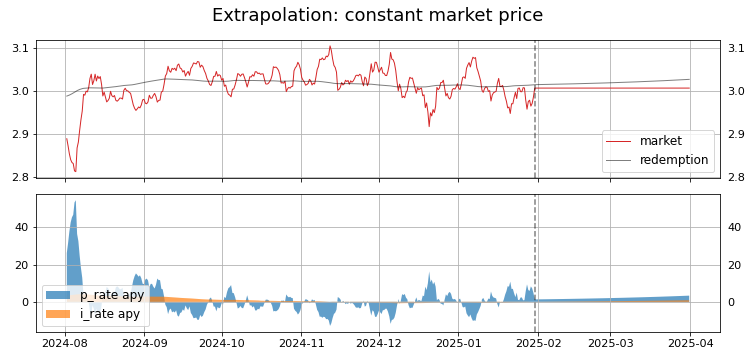 Extrapolation: constant market price
3.1 3.1
3.0 3.0
2.9 2.9
2.8 2.8
market
redemption
40 40
20 20
0 0
p_rate apy
i_rate apy
2024-08 2024-09 2024-10 2024-11 2024-12 2025-01 2025-02 2025-03 2025-04